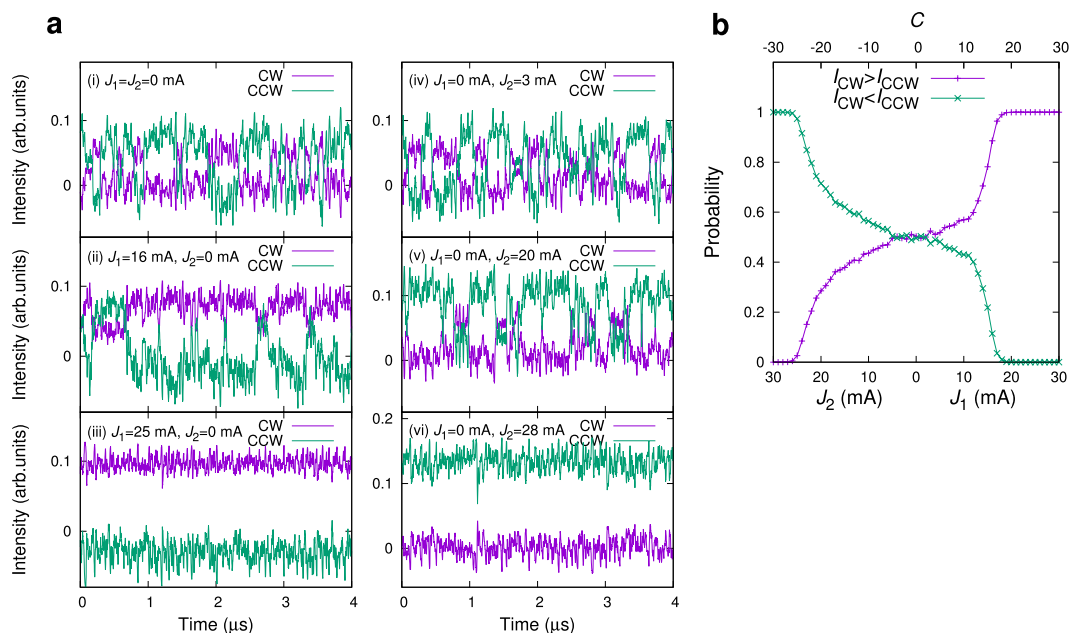 a
(i) J1=J2=0 mA
CW
CCW
Intensity (arb.units)
0.1
0
(iv) J1=0 mA, J2=3 mA
CW
CCW
0.1
0
(ii) J1=16 mA, J2=0 mA
CW
CCW
Intensity (arb.units)
0.1
0
(v) J1=0 mA, J2=20 mA
CW
CCW
0.1
0
(iii) J1=25 mA, J2=0 mA
CW
CCW
Intensity (arb.units)
0.1
0
0 1 2 3 4
Time (μs)
(vi) J1=0 mA, J2=28 mA
CW
CCW
0.2
0.1
0
0 1 2 3 4
Time (μs)
b
C
-30 -20 -10 0 10 20 30
ICW>ICCW
ICW<ICCW
Probability
1
0.8
0.6
0.4
0.2
0
30 20 10 0 10 20 30
J2 (mA) J1 (mA)